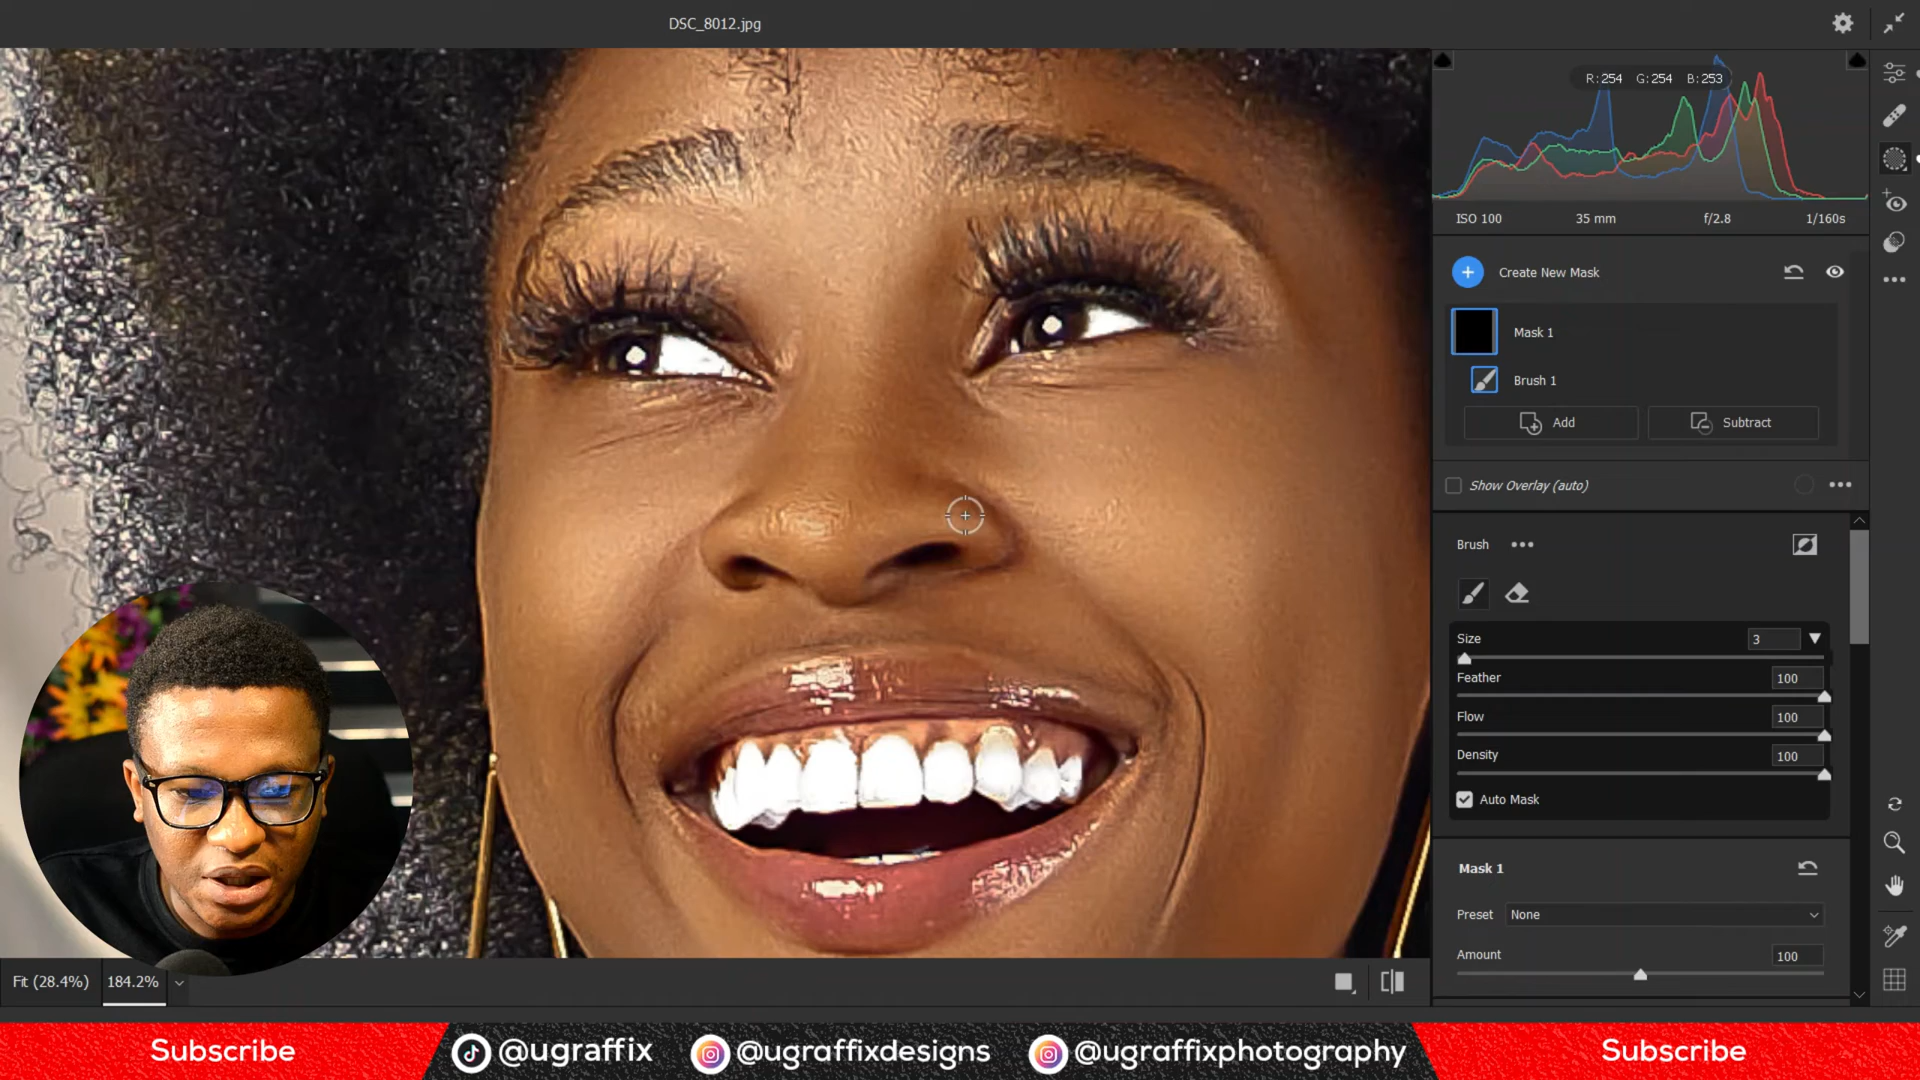 DSC_8012.jpg
R:254 G:254 B:253
ISO 100 35 mm f/2.8 1/160s
Create New Mask
Mask 1
Brush 1
Add Subtract
Show Overlay (auto)
Brush
Size 3
Feather 100
Flow 100
Density 100
Auto Mask
Mask 1
Preset None
Amount 100
Fit (28.4%) 184.2%
Subscribe @ugraffix @ugraffixdesigns @ugraffixphotography Subscribe